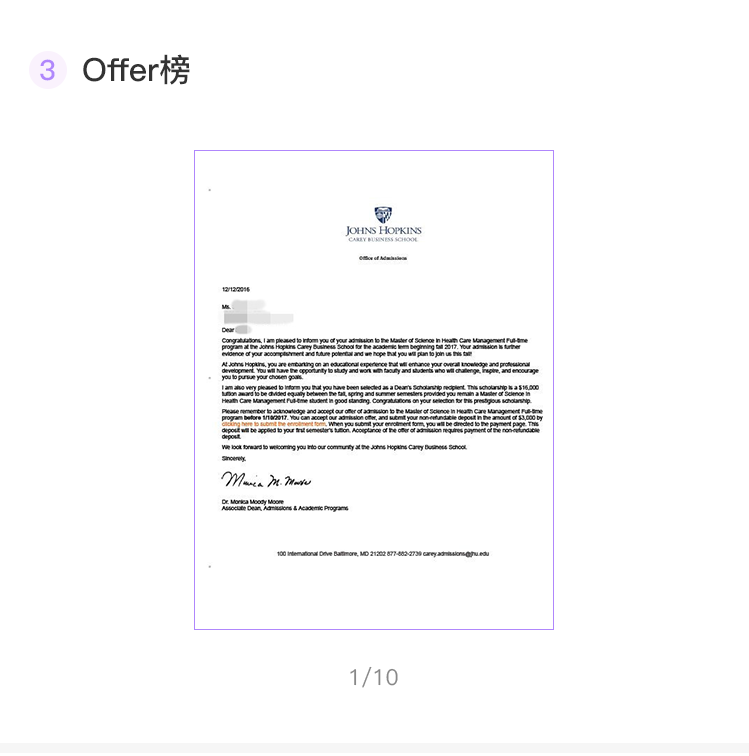 3 Offer榜
JOHNS HOPKINS
CAREY BUSINESS SCHOOL
Office of Admissions
12/12/2016
Ms.
Dear
Congratulations, I am pleased to inform you of your admission to the Master of Science in Health Care Management Full-time
program at the Johns Hopkins Carey Business School for the academic term beginning fall 2017. Your admission is further
evidence of your accomplishment and future potential and we hope that you will plan to join us this fall!
At Johns Hopkins, you are embarking on an educational experience that will enhance your overall knowledge and professional
development. You will have the opportunity to study and work with faculty and students who will challenge, inspire, and encourage
you to pursue your chosen goals.
I am also very pleased to inform you that you have been selected as a Dean's Scholarship recipient. This scholarship is a $16,000
tuition award to be divided equally between the fall, spring and summer semesters provided you remain a Master of Science in
Health Care Management Full-time student in good standing. Congratulations on your selection for this prestigious scholarship.
Please remember to acknowledge and accept our offer of admission to the Master of Science in Health Care Management Full-time
program before 1/18/2017. You can accept our admission offer, and submit your non-refundable deposit in the amount of $3,000 by
clicking here to submit the enrollment form. When you submit your enrollment form, you will be directed to the payment page. This
deposit will be applied to your first semester's tuition. Acceptance of the offer of admission requires payment of the non-refundable
deposit.
We look forward to welcoming you into our community at the Johns Hopkins Carey Business School.
Sincerely,
Monica M. Moore
Dr. Monica Moody Moore
Associate Dean, Admissions & Academic Programs
100 International Drive Baltimore, MD 21202 877-882-2739 carey.admissions@jhu.edu
1/10